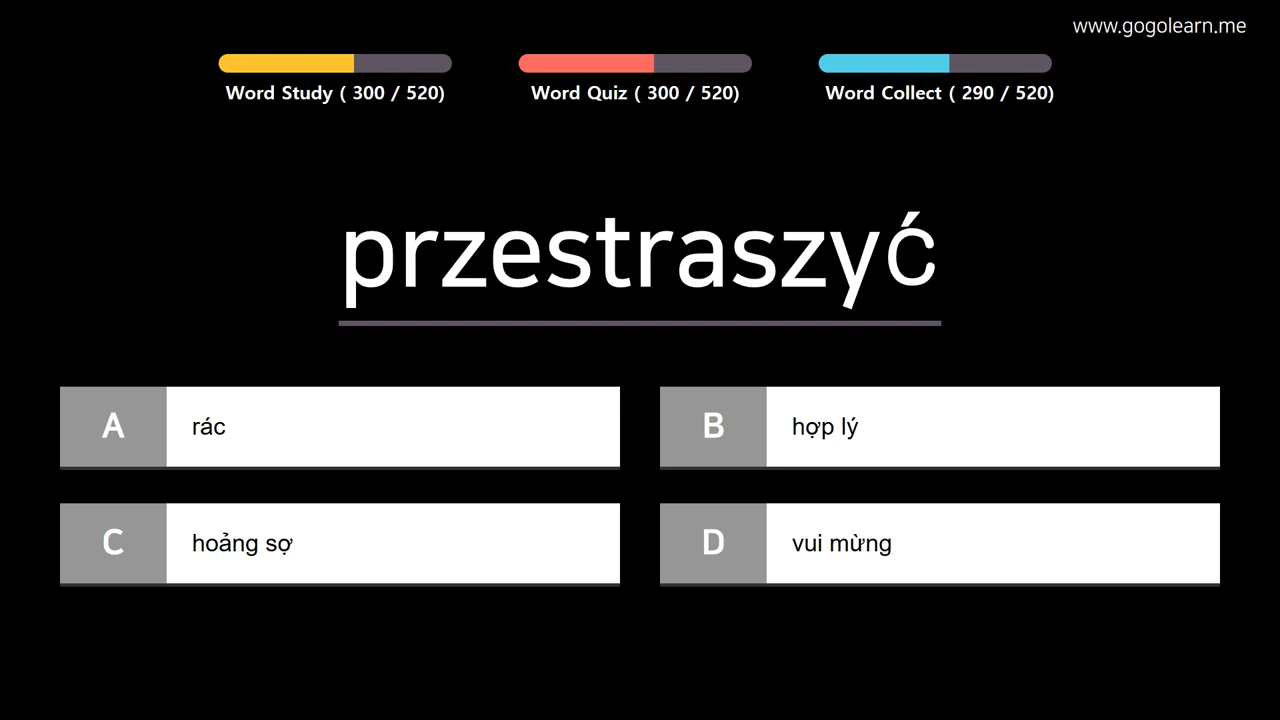 www.gogolearn.me
Word Study ( 300 / 520)
Word Quiz ( 300 / 520)
Word Collect ( 290 / 520)
przestraszyć
A rác
B hợp lý
C hoảng sợ
D vui mừng